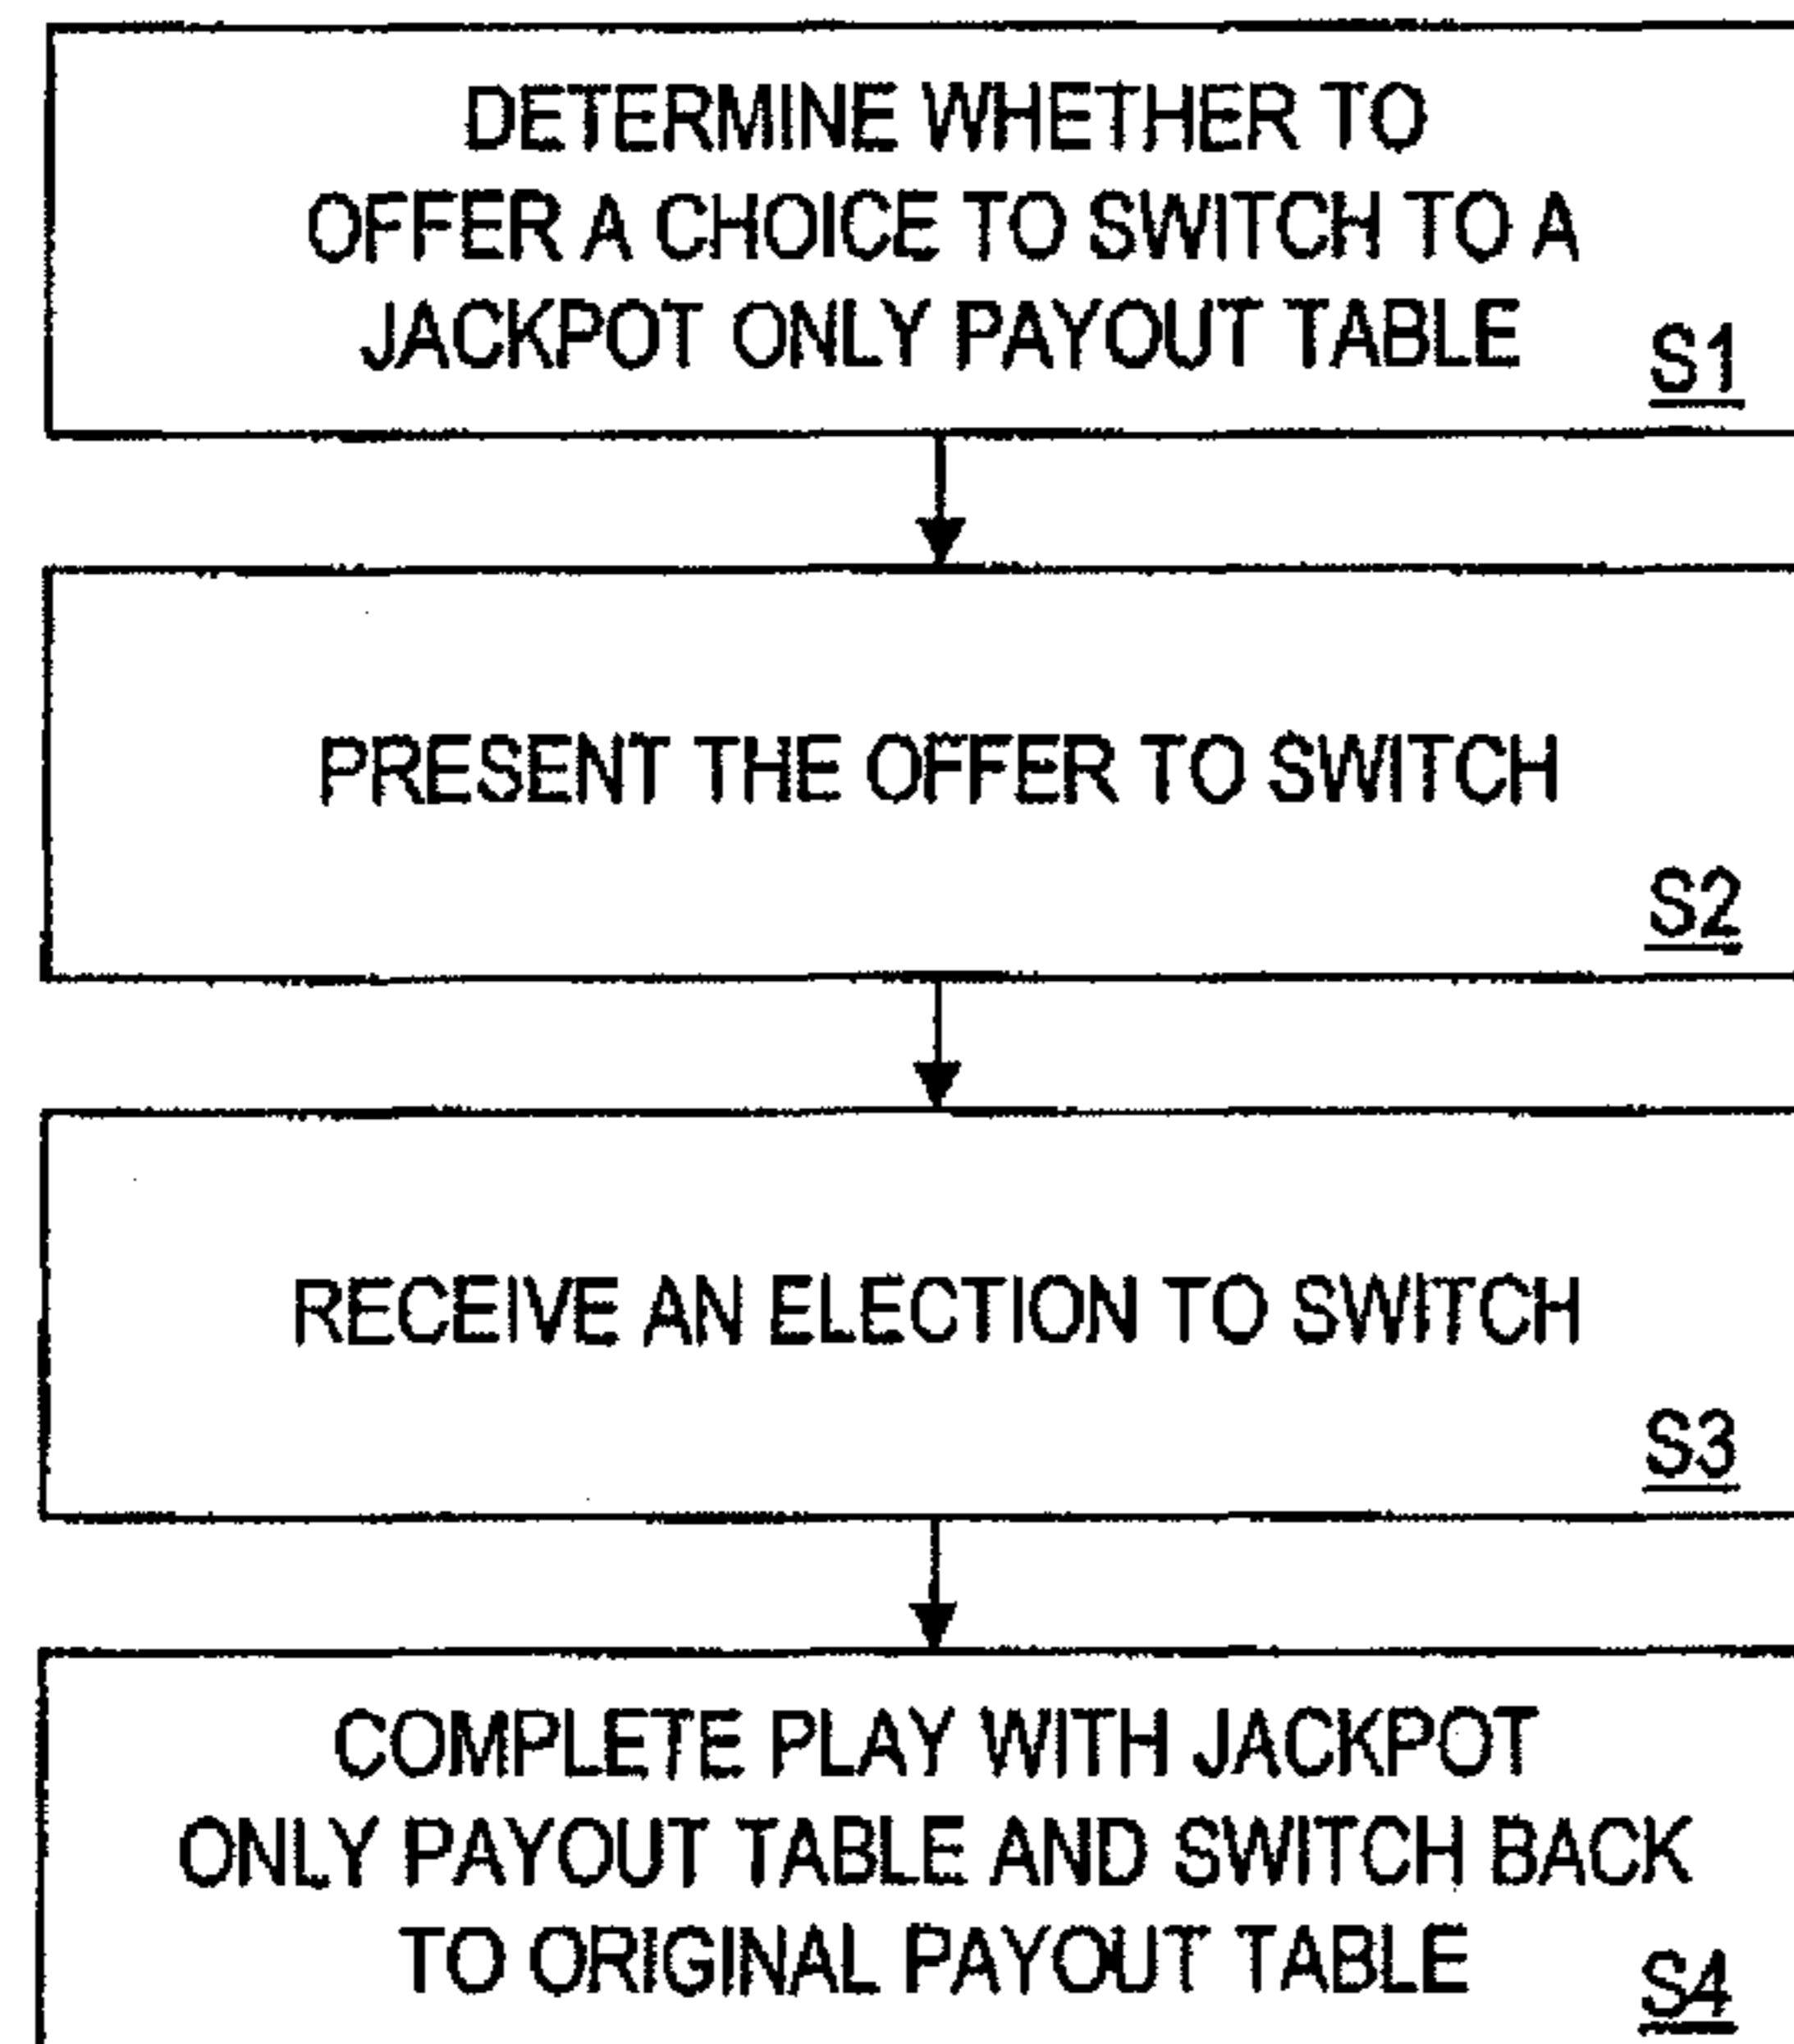 DETERMINE WHETHER TO
OFFER A CHOICE TO SWITCH TO A
JACKPOT ONLY PAYOUT TABLE
S1
PRESENT THE OFFER TO SWITCH
S2
RECEIVE AN ELECTION TO SWITCH
S3
COMPLETE PLAY WITH JACKPOT
ONLY PAYOUT TABLE AND SWITCH BACK
TO ORIGINAL PAYOUT TABLE
S4